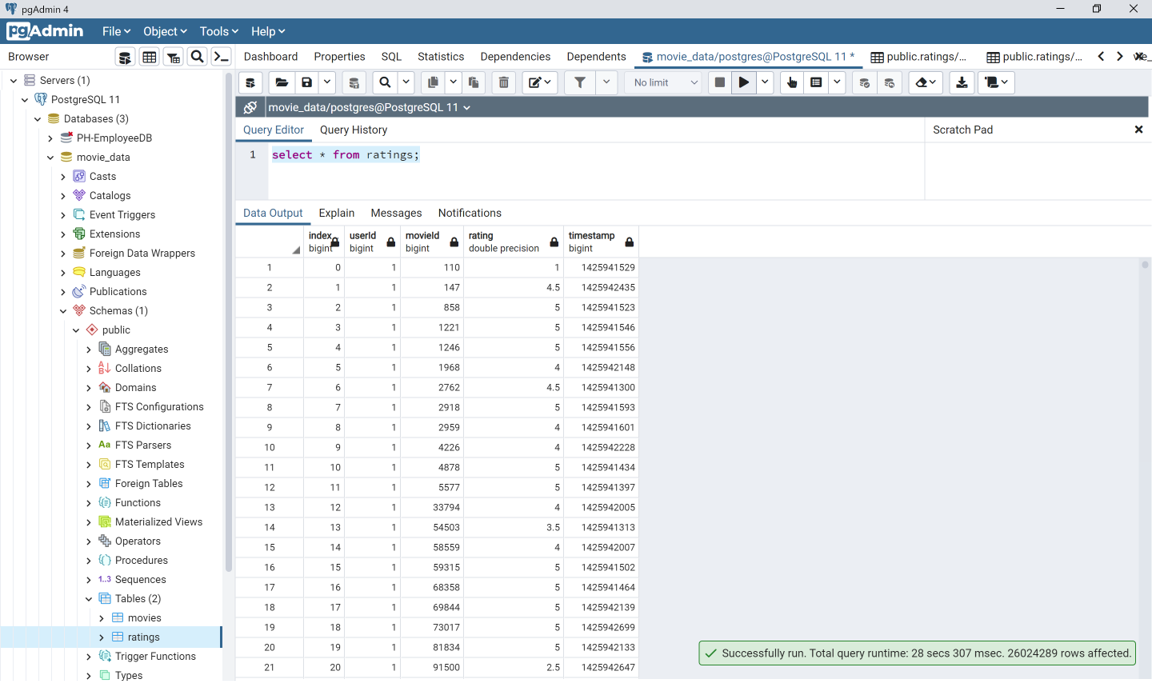 pgAdmin 4
pgAdmin File Object Tools Help
Browser
Dashboard Properties SQL Statistics Dependencies Dependents movie_data/postgres@PostgreSQL 11 * public.ratings/... public.ratings/...
No limit
movie_data/postgres@PostgreSQL 11
Query Editor Query History
Scratch Pad
1 select * from ratings;
Servers (1)
PostgreSQL 11
Databases (3)
PH-EmployeeDB
movie_data
Casts
Catalogs
Event Triggers
Extensions
Foreign Data Wrappers
Languages
Publications
Schemas (1)
public
Aggregates
Collations
Domains
FTS Configurations
FTS Dictionaries
Aa FTS Parsers
FTS Templates
Foreign Tables
Functions
Materialized Views
Operators
Procedures
1..3 Sequences
Tables (2)
movies
ratings
Trigger Functions
Types
Data Output Explain Messages Notifications
index userId movieId rating timestamp
bigint bigint bigint double precision bigint
1 0 1 110 1 1425941529
2 1 1 147 4.5 1425942435
3 2 1 858 5 1425941523
4 3 1 1221 5 1425941546
5 4 1 1246 5 1425941556
6 5 1 1968 4 1425942148
7 6 1 2762 4.5 1425941300
8 7 1 2918 5 1425941593
9 8 1 2959 4 1425941601
10 9 1 4226 4 1425942228
11 10 1 4878 5 1425941434
12 11 1 5577 5 1425941397
13 12 1 33794 4 1425942005
14 13 1 54503 3.5 1425941313
15 14 1 58559 4 1425942007
16 15 1 59315 5 1425941502
17 16 1 68358 5 1425941464
18 17 1 69844 5 1425942139
19 18 1 73017 5 1425942699
20 19 1 81834 5 1425942133
21 20 1 91500 2.5 1425942647
Successfully run. Total query runtime: 28 secs 307 msec. 26024289 rows affected.